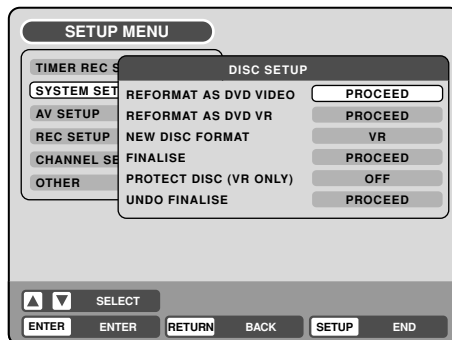 SETUP MENU
TIMER REC S
SYSTEM SET
AV SETUP
REC SETUP
CHANNEL SE
OTHER
DISC SETUP
REFORMAT AS DVD VIDEO PROCEED
REFORMAT AS DVD VR PROCEED
NEW DISC FORMAT VR
FINALISE PROCEED
PROTECT DISC (VR ONLY) OFF
UNDO FINALISE PROCEED
SELECT
ENTER ENTER RETURN BACK SETUP END